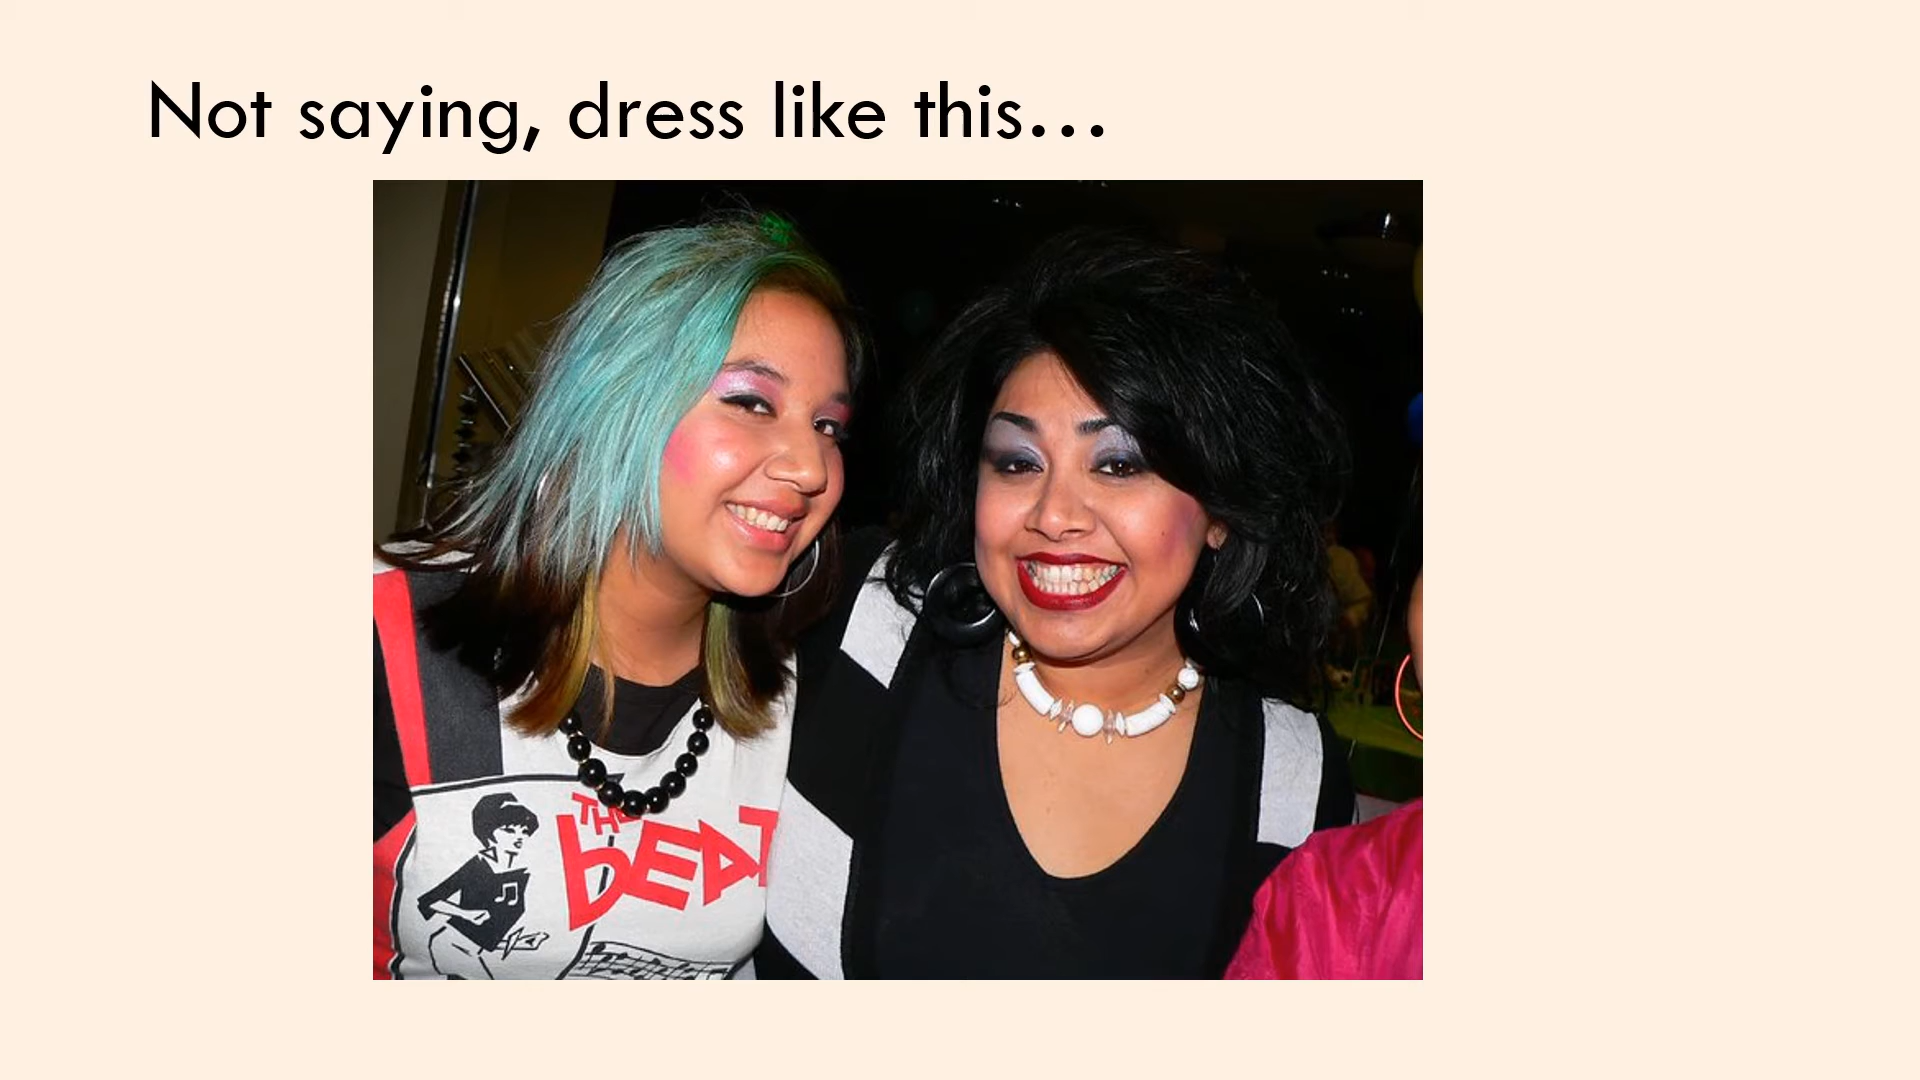 Not saying, dress like this…
THE
bEAT